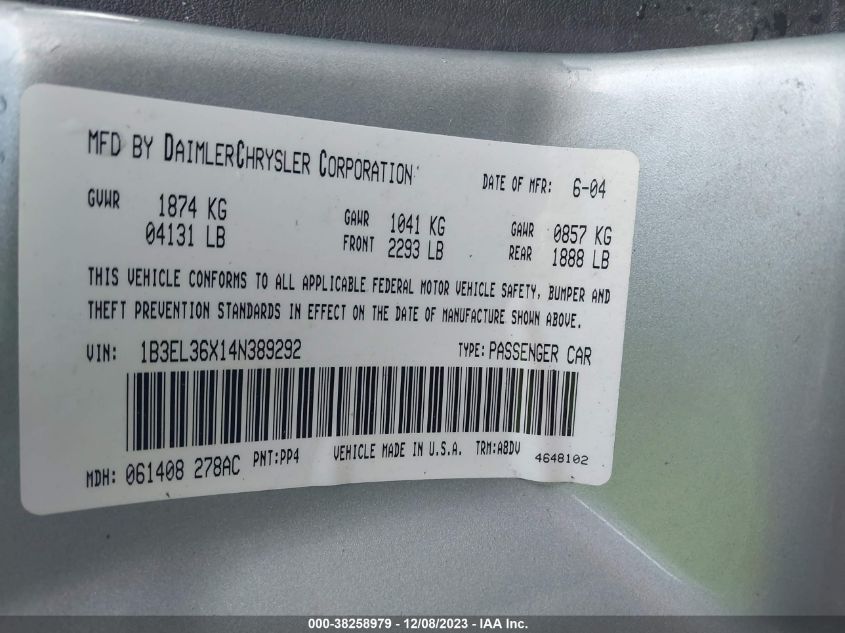 MFD BY DAIMLERCHRYSLER CORPORATION
DATE OF MFR: 6-04
GVWR 1874 KG
04131 LB
GAWR FRONT 1041 KG
2293 LB
GAWR REAR 0857 KG
1888 LB
THIS VEHICLE CONFORMS TO ALL APPLICABLE FEDERAL MOTOR VEHICLE SAFETY, BUMPER AND
THEFT PREVENTION STANDARDS IN EFFECT ON THE DATE OF MANUFACTURE SHOWN ABOVE.
VIN: 1B3EL36X14N389292 TYPE: PASSENGER CAR
MDH: 061408 278AC PNT:PP4 VEHICLE MADE IN U.S.A. TRM:A8DV 4648102
000-38258979 - 12/08/2023 - IAA Inc.